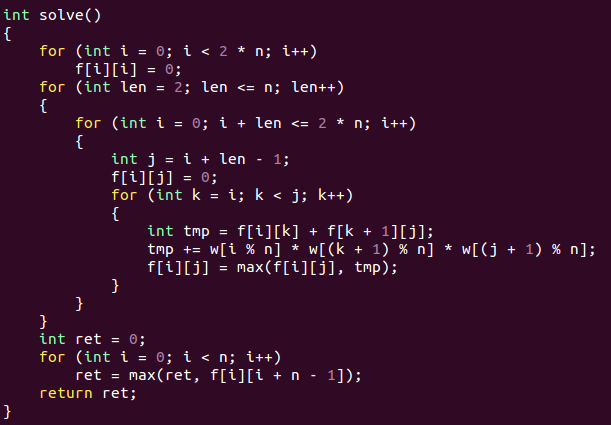 int solve()
{
    for (int i = 0; i < 2 * n; i++)
        f[i][i] = 0;
    for (int len = 2; len <= n; len++)
    {
        for (int i = 0; i + len <= 2 * n; i++)
        {
            int j = i + len - 1;
            f[i][j] = 0;
            for (int k = i; k < j; k++)
            {
                int tmp = f[i][k] + f[k + 1][j];
                tmp += w[i % n] * w[(k + 1) % n] * w[(j + 1) % n];
                f[i][j] = max(f[i][j], tmp);
            }
        }
    }
    int ret = 0;
    for (int i = 0; i < n; i++)
        ret = max(ret, f[i][i + n - 1]);
    return ret;
}